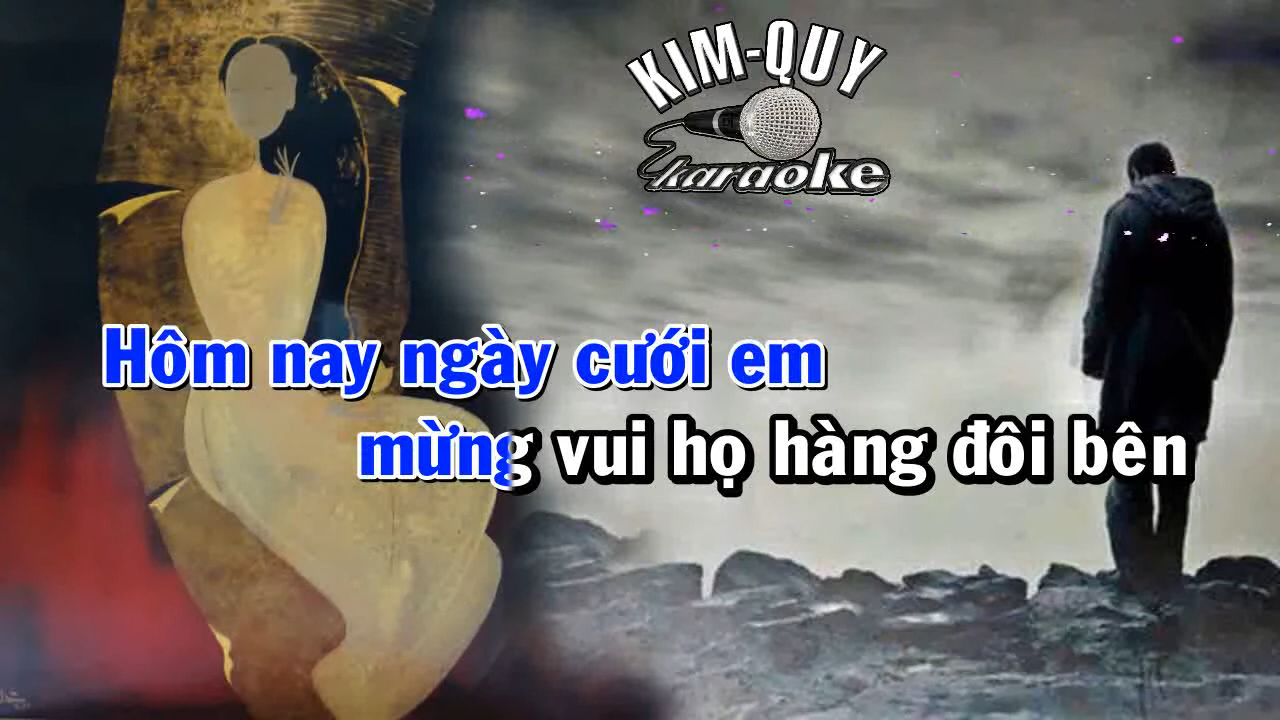 KIM-QUY
karaoke
Hôm nay ngày cưới em
mừng vui họ hàng đôi bên